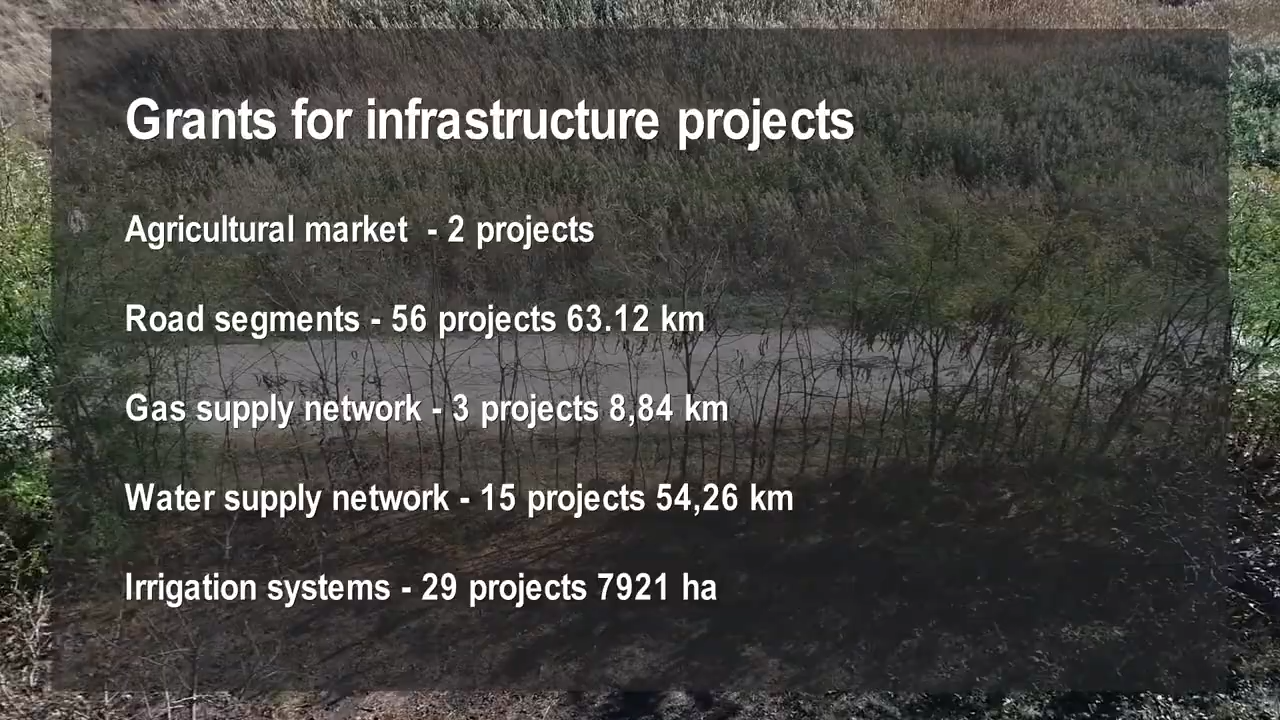 Grants for infrastructure projects
Agricultural market  - 2 projects
Road segments - 56 projects 63.12 km
Gas supply network - 3 projects 8,84 km
Water supply network - 15 projects 54,26 km
Irrigation systems - 29 projects 7921 ha